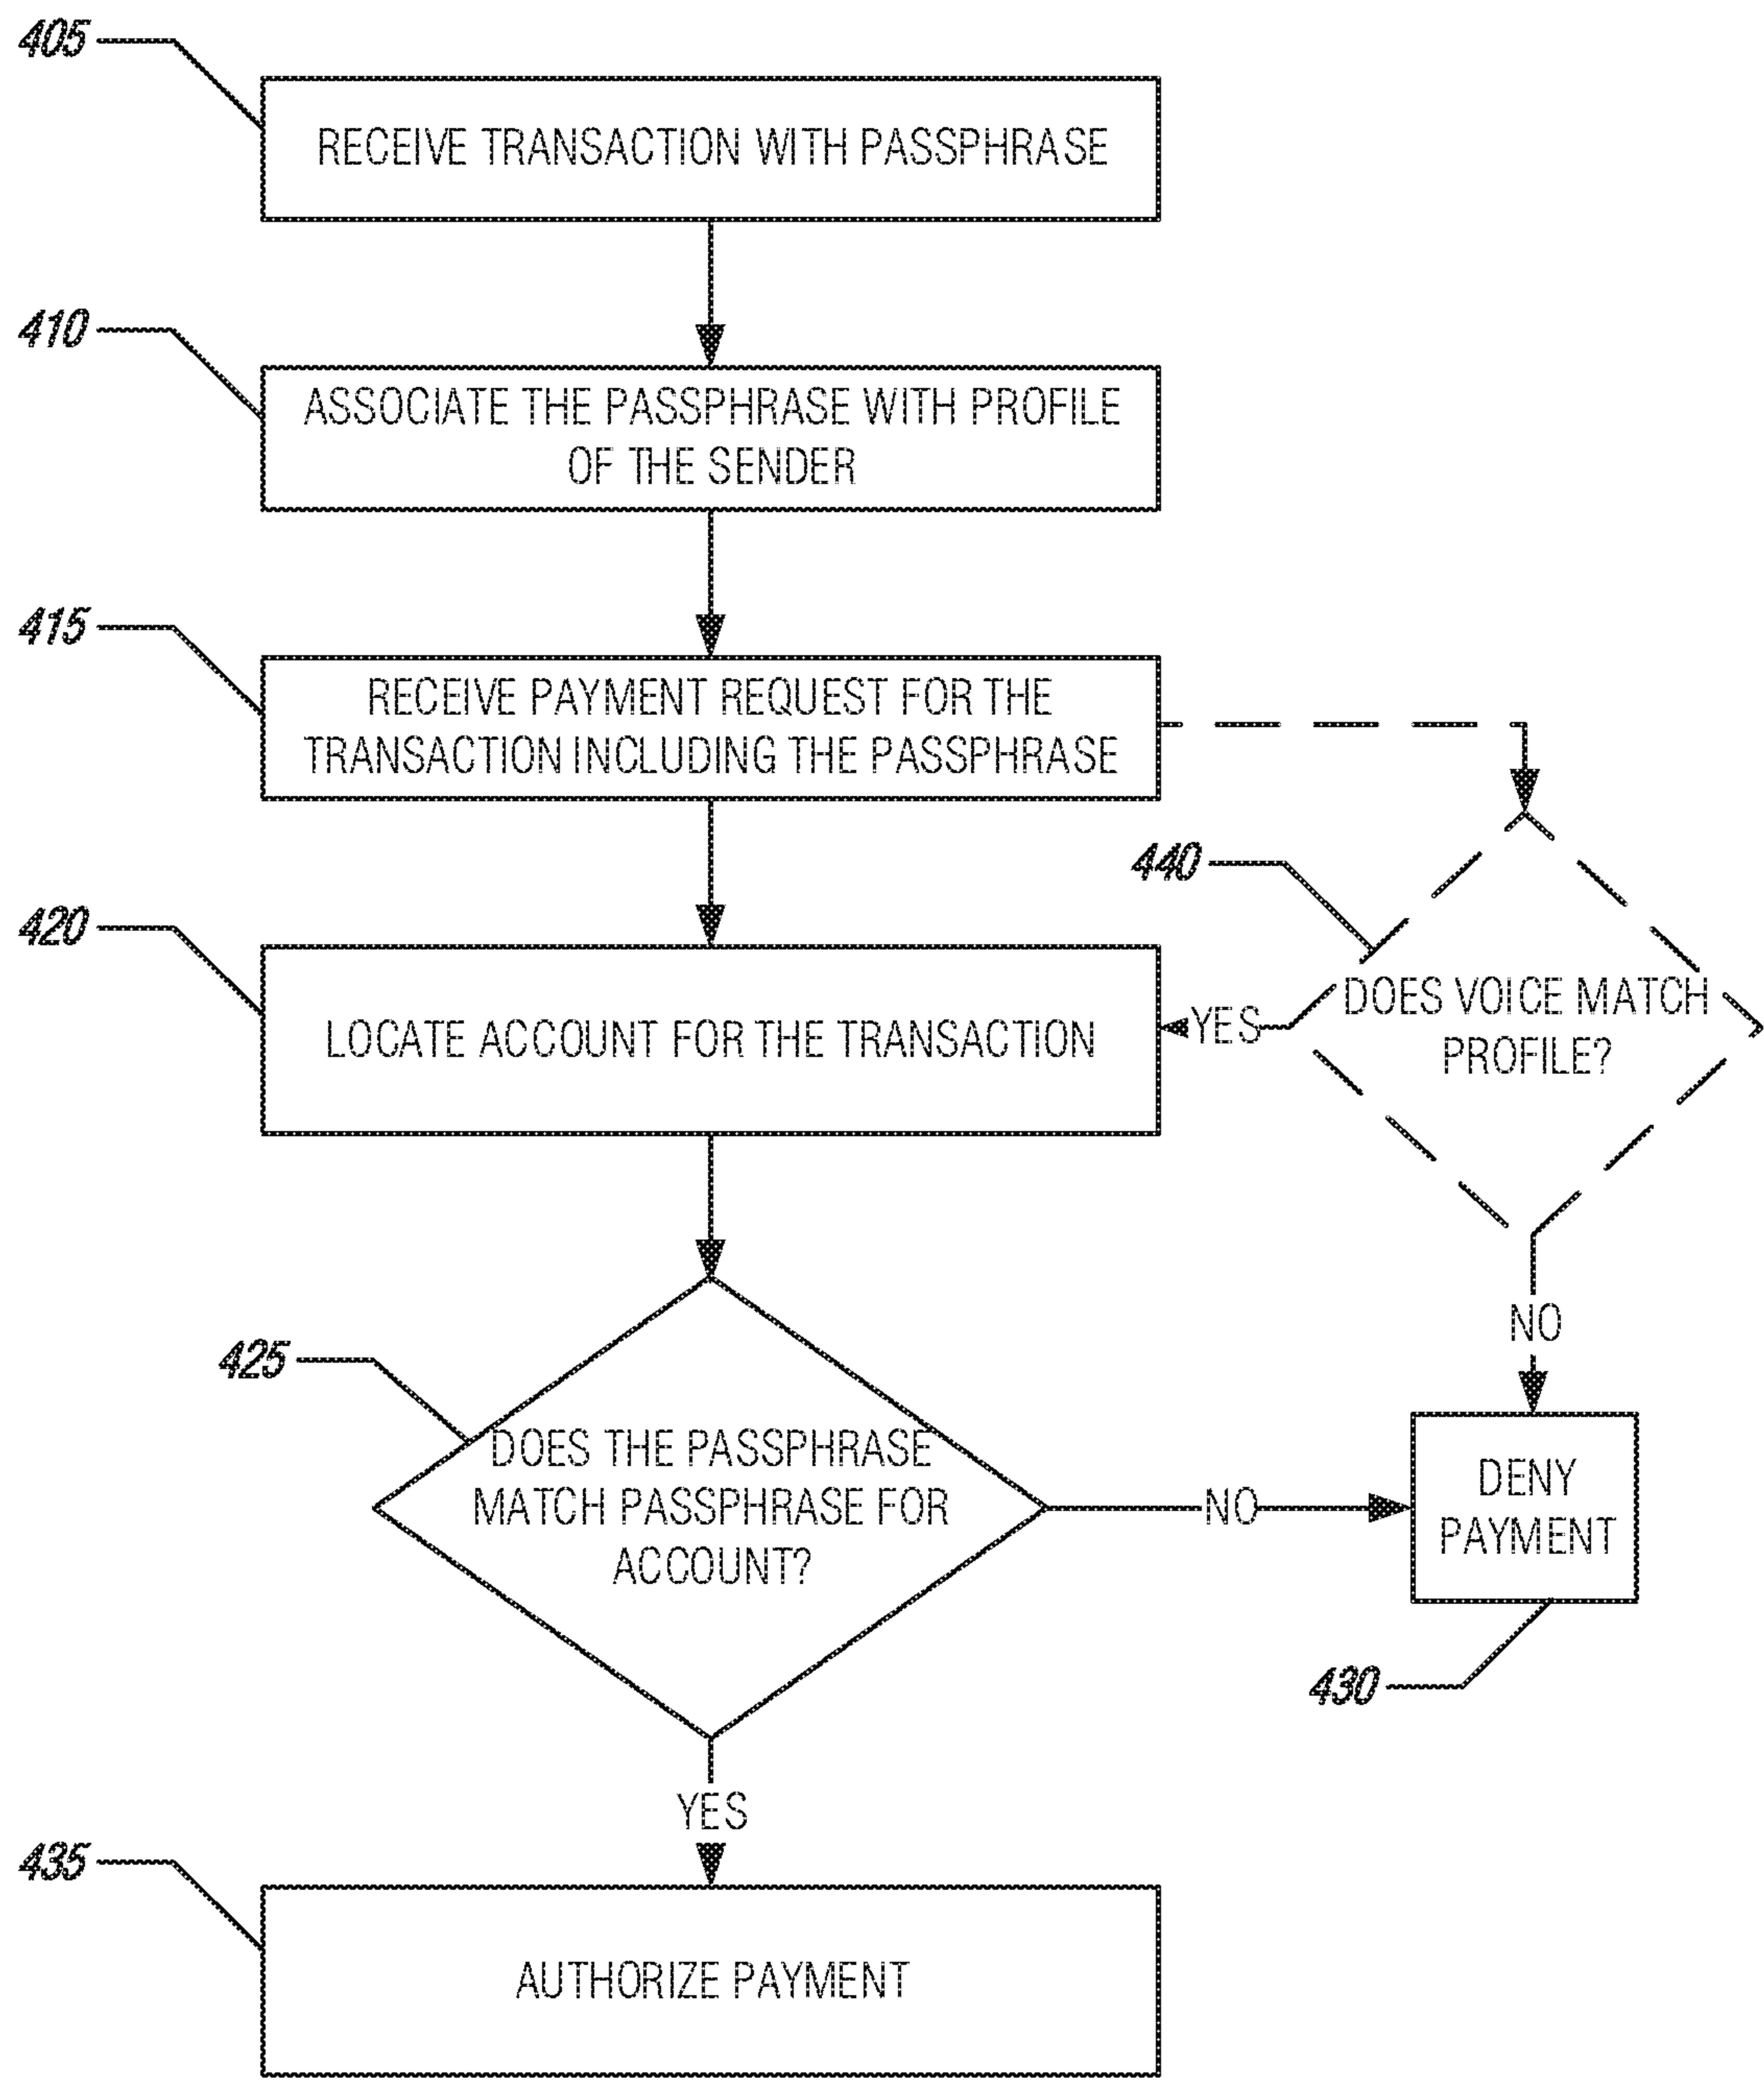 405
RECEIVE TRANSACTION WITH PASSPHRASE
410
ASSOCIATE THE PASSPHRASE WITH PROFILE
OF THE SENDER
415
RECEIVE PAYMENT REQUEST FOR THE
TRANSACTION INCLUDING THE PASSPHRASE
440
DOES VOICE MATCH
PROFILE?
YES
NO
420
LOCATE ACCOUNT FOR THE TRANSACTION
425
DOES THE PASSPHRASE
MATCH PASSPHRASE FOR
ACCOUNT?
NO
DENY
PAYMENT
430
YES
435
AUTHORIZE PAYMENT